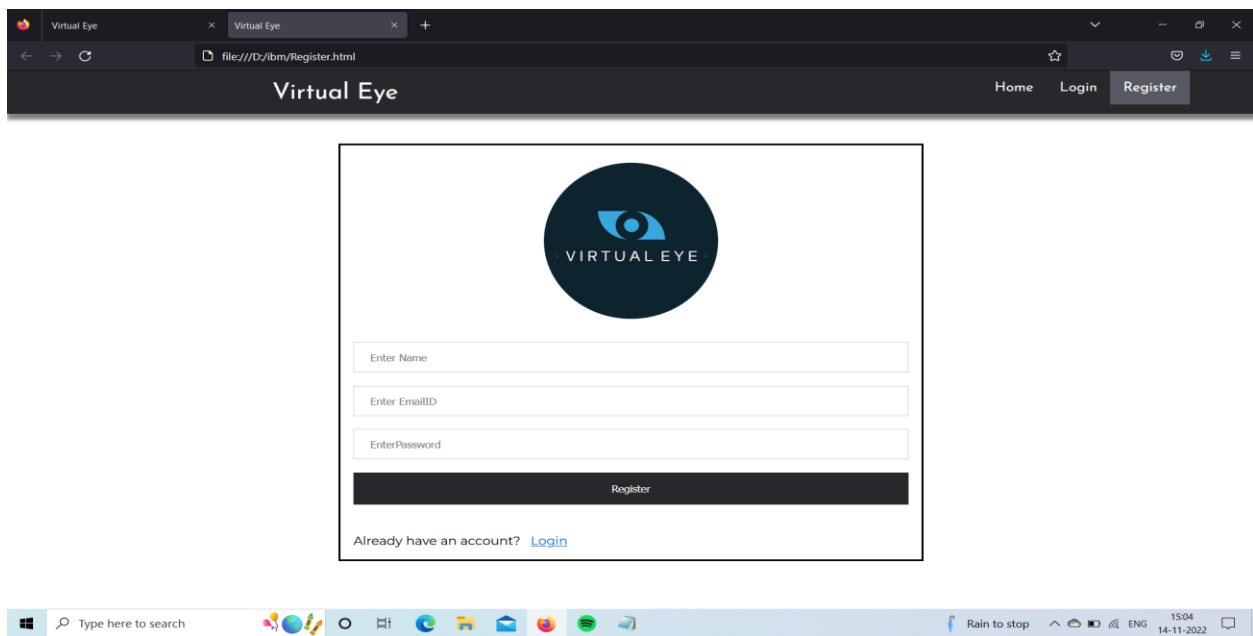 Virtual Eye
Virtual Eye
file:///D:/ibm/Register.html
Virtual Eye
Home Login Register
VIRTUAL EYE
Enter Name
Enter EmailID
EnterPassword
Register
Already have an account? Login
Type here to search
Rain to stop
ENG
15:04
14-11-2022